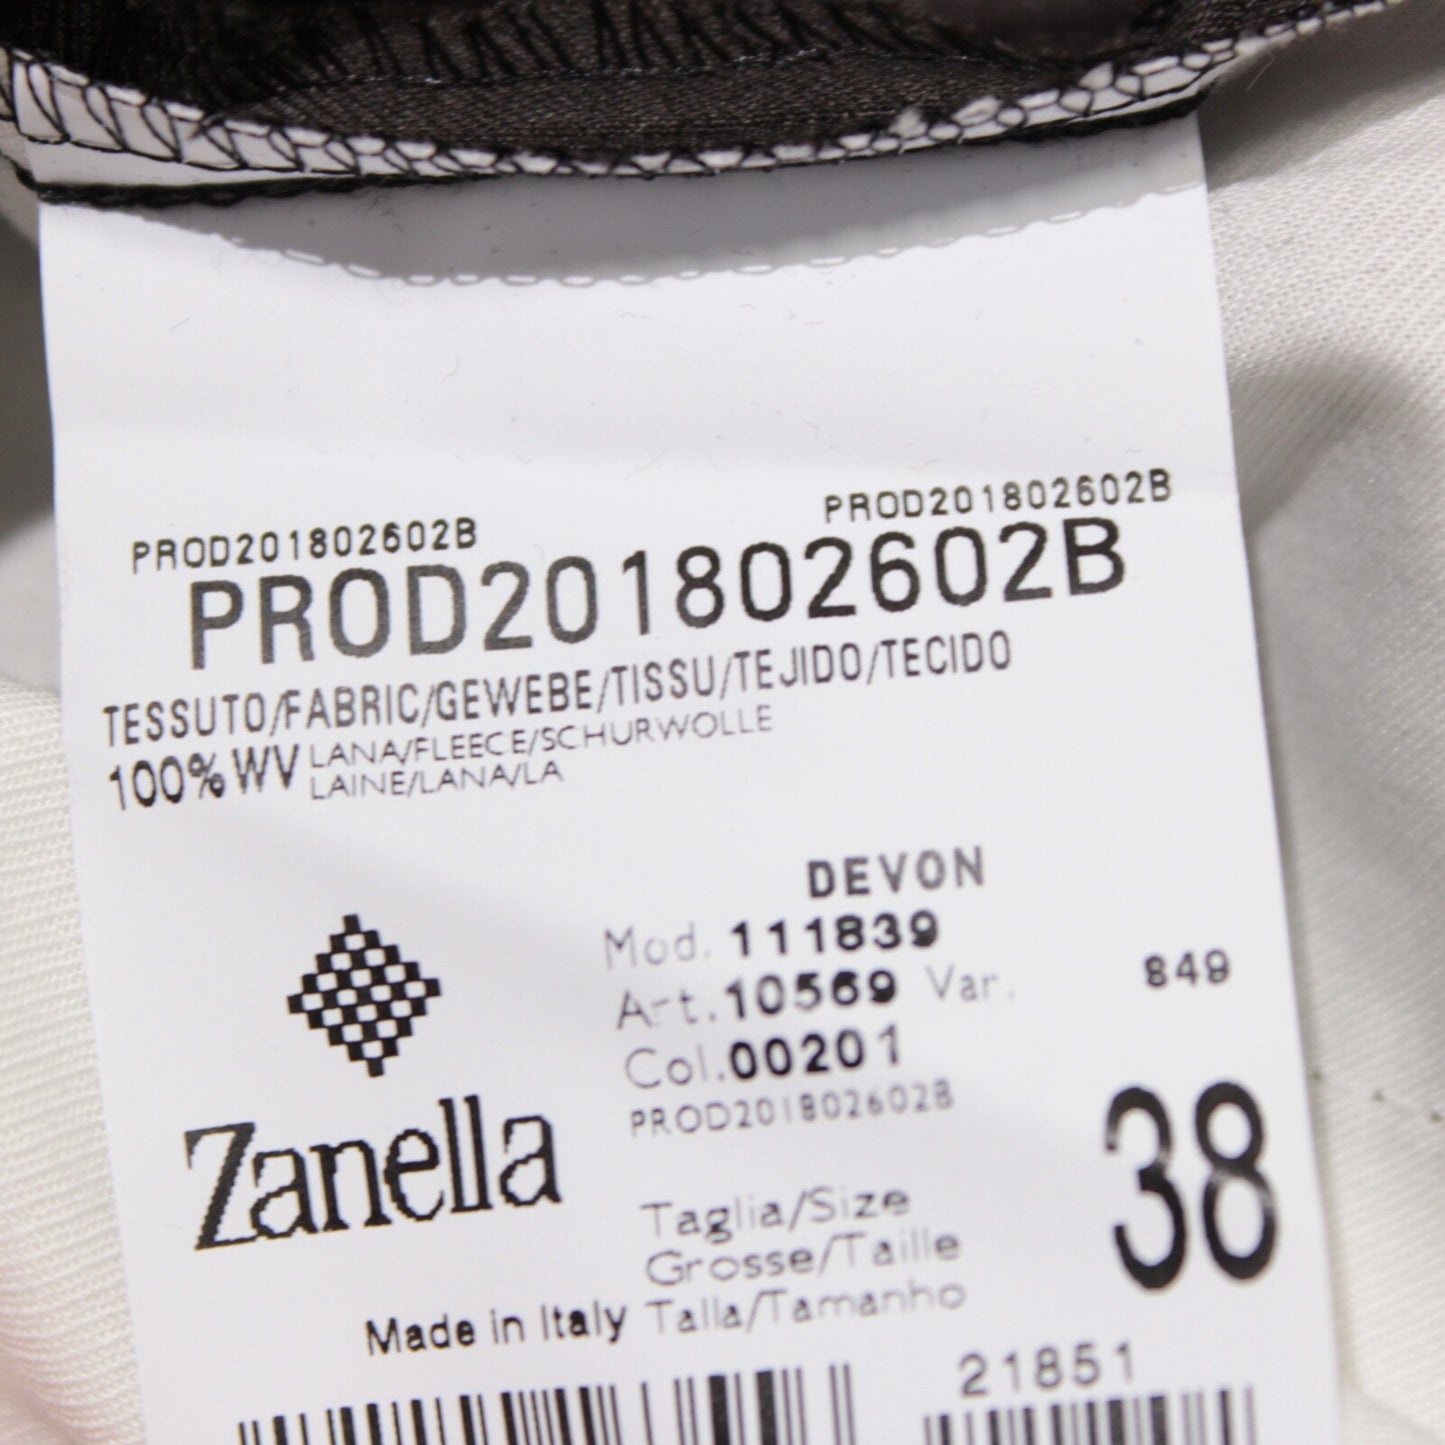 PROD201802602B
PROD201802602B
PROD201802602B
TESSUTO/FABRIC/GEWEBE/TISSU/TEJIDO/TECIDO
100% WV LANA/FLEECE/SCHURWOLLE
LAINE/LANA/LA
DEVON
Mod. 111839
Art. 10569 Var. 849
Col. 00201
PROD201802602B
Zanella
Taglia/Size
Grosse/Taille
Talla/Tamanho
38
Made in Italy
21851